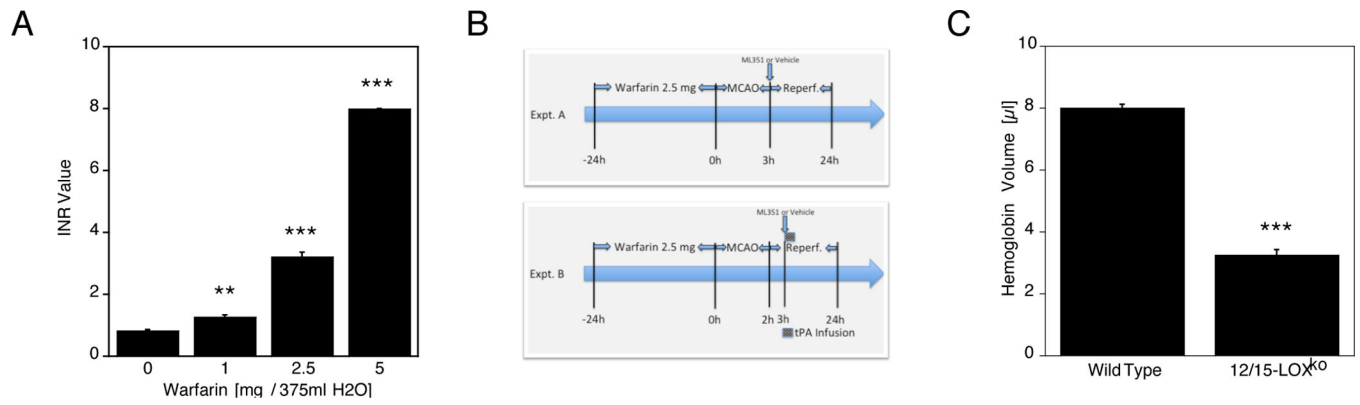 A
10
8
6
4
2
0
INR Value
**
***
***
0 1 2.5 5
Warfarin [mg / 375ml H2O]
B
ML351 or Vehicle
Warfarin 2.5 mg MCAO Reperf.
Expt. A
-24h 0h 3h 24h
ML351 or Vehicle
Warfarin 2.5 mg MCAO Reperf.
Expt. B
-24h 0h 2h 3h 24h
tPA Infusion
C
10
8
6
4
2
0
Hemoglobin Volume [µl]
***
Wild Type 12/15-LOXko